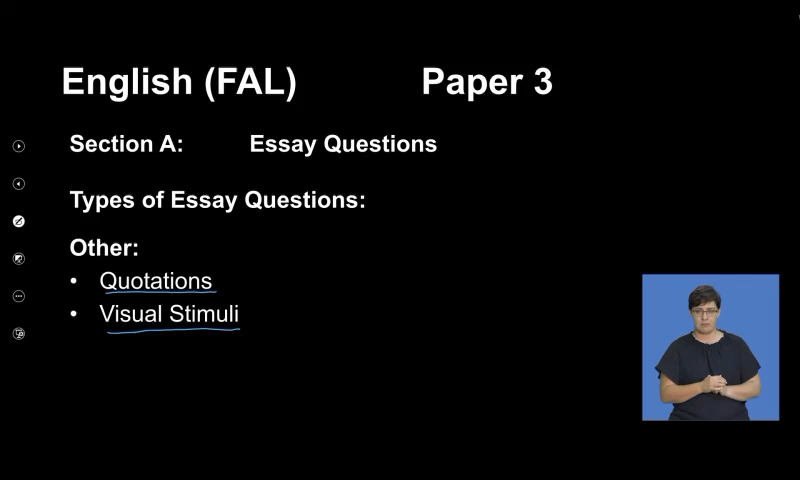 English (FAL) Paper 3
Section A: Essay Questions
Types of Essay Questions:
Other:
• Quotations
• Visual Stimuli